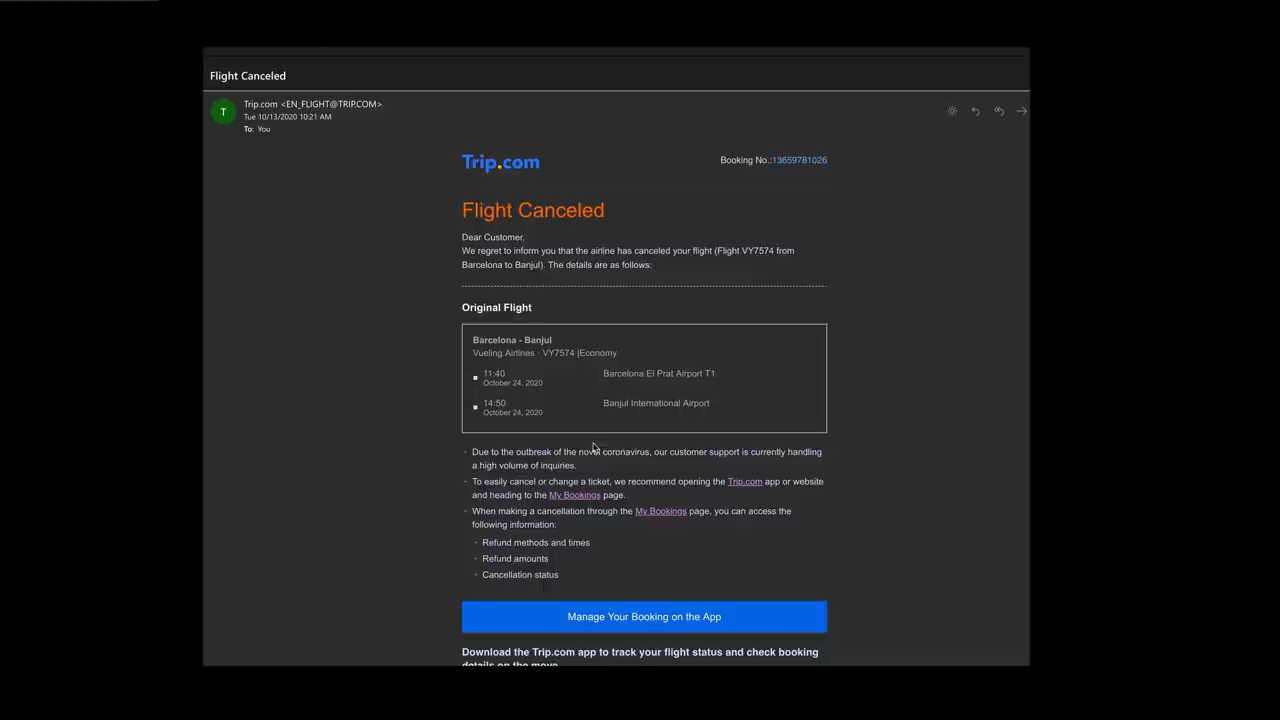 Flight Canceled
T
Trip.com <EN_FLIGHT@TRIP.COM>
Tue 10/13/2020 10:21 AM
To: You
Trip.com
Booking No.:13659781026
Flight Canceled
Dear Customer,
We regret to inform you that the airline has canceled your flight (Flight VY7574 from
Barcelona to Banjul). The details are as follows:
Original Flight
Barcelona - Banjul
Vueling Airlines · VY7574 |Economy
11:40 Barcelona El Prat Airport T1
October 24, 2020
14:50 Banjul International Airport
October 24, 2020
· Due to the outbreak of the novel coronavirus, our customer support is currently handling
a high volume of inquiries.
· To easily cancel or change a ticket, we recommend opening the Trip.com app or website
and heading to the My Bookings page.
· When making a cancellation through the My Bookings page, you can access the
following information:
· Refund methods and times
· Refund amounts
· Cancellation status
Manage Your Booking on the App
Download the Trip.com app to track your flight status and check booking
details on the move